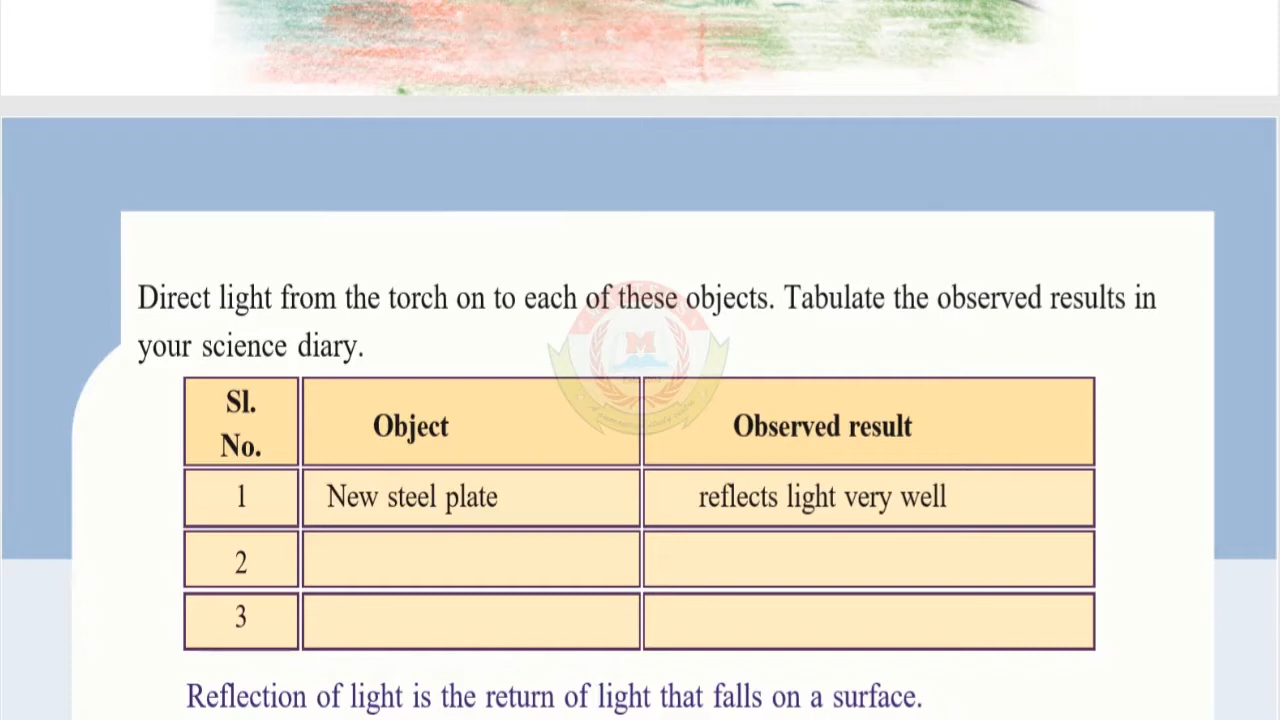 Direct light from the torch on to each of these objects. Tabulate the observed results in
your science diary.
Sl. No. Object Observed result
1 New steel plate reflects light very well
2
3
Reflection of light is the return of light that falls on a surface.